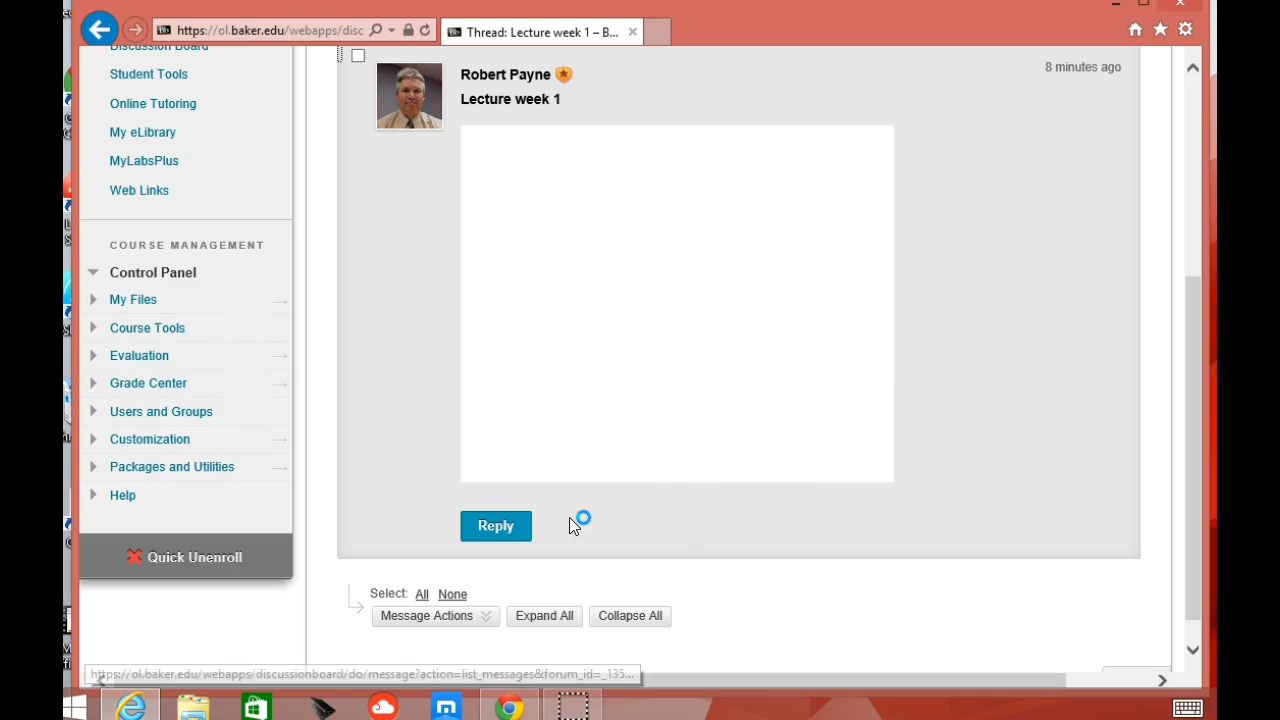 https://ol.baker.edu/webapps/disc
Thread: Lecture week 1 – B...
Discussion Board
Student Tools
Online Tutoring
My eLibrary
MyLabsPlus
Web Links
COURSE MANAGEMENT
Control Panel
My Files
Course Tools
Evaluation
Grade Center
Users and Groups
Customization
Packages and Utilities
Help
Quick Unenroll
Robert Payne
8 minutes ago
Lecture week 1
Reply
Select: All None
Message Actions
Expand All
Collapse All
https://ol.baker.edu/webapps/discussionboard/do/message?action=list_messages&forum_id=_135...